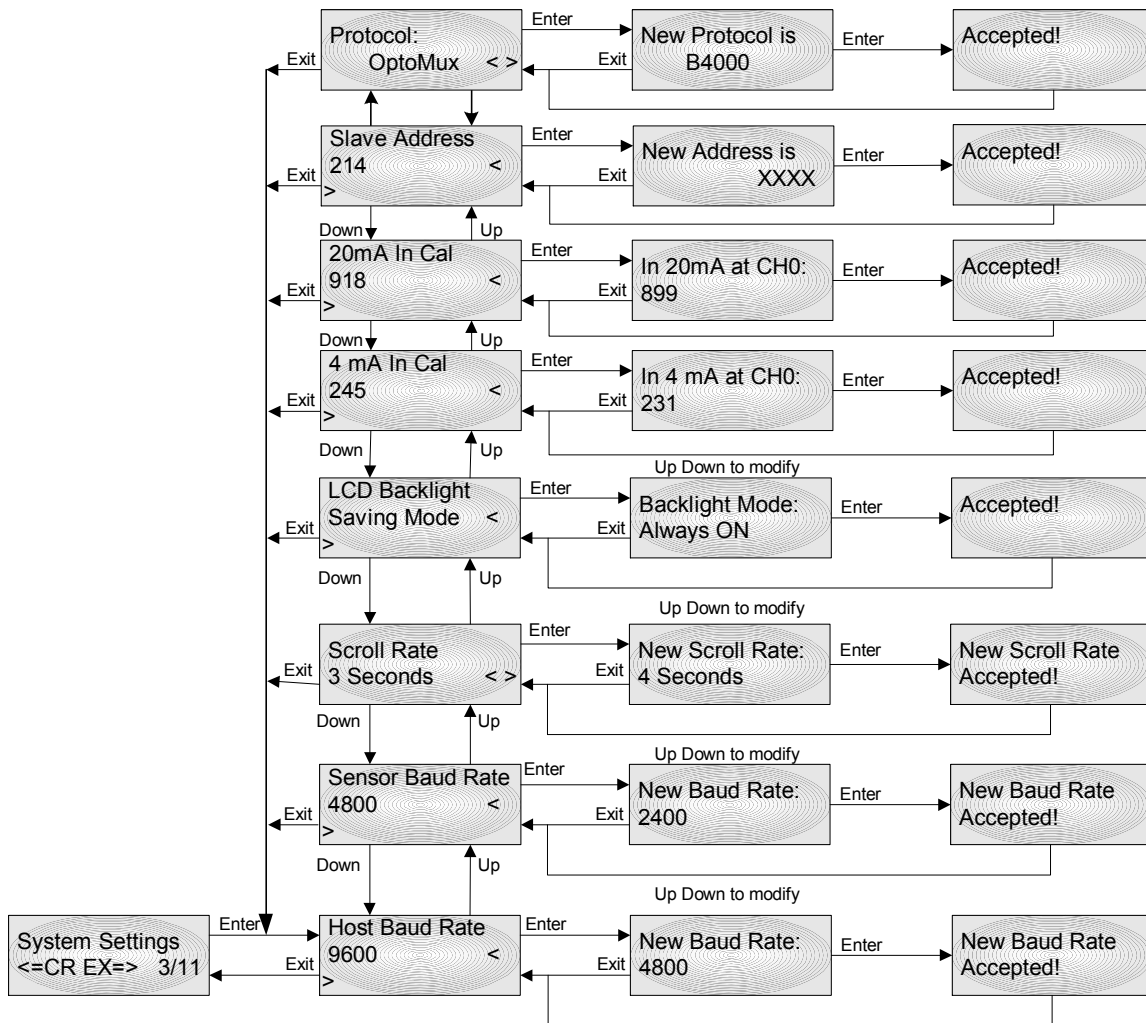 Protocol:
OptoMux < >
Enter
New Protocol is
B4000
Enter
Accepted!
Exit
Exit
Slave Address
214 <
>
Enter
New Address is
XXXX
Enter
Accepted!
Exit
Exit
Down
Up
20mA In Cal
918 <
>
Enter
In 20mA at CH0:
899
Enter
Accepted!
Exit
Exit
Down
Up
4 mA In Cal
245 <
>
Enter
In 4 mA at CH0:
231
Enter
Accepted!
Exit
Exit
Down
Up
Up Down to modify
LCD Backlight
Saving Mode <
>
Enter
Backlight Mode:
Always ON
Enter
Accepted!
Exit
Exit
Down
Up
Up Down to modify
Scroll Rate
3 Seconds < >
Enter
New Scroll Rate:
4 Seconds
Enter
New Scroll Rate
Accepted!
Exit
Exit
Down
Up
Up Down to modify
Sensor Baud Rate
4800 <
>
Enter
New Baud Rate:
2400
Enter
New Baud Rate
Accepted!
Exit
Exit
Down
Up
Up Down to modify
System Settings
<=CR EX=> 3/11
Enter
Exit
Host Baud Rate
9600 <
>
Enter
Exit
New Baud Rate:
4800
Enter
New Baud Rate
Accepted!